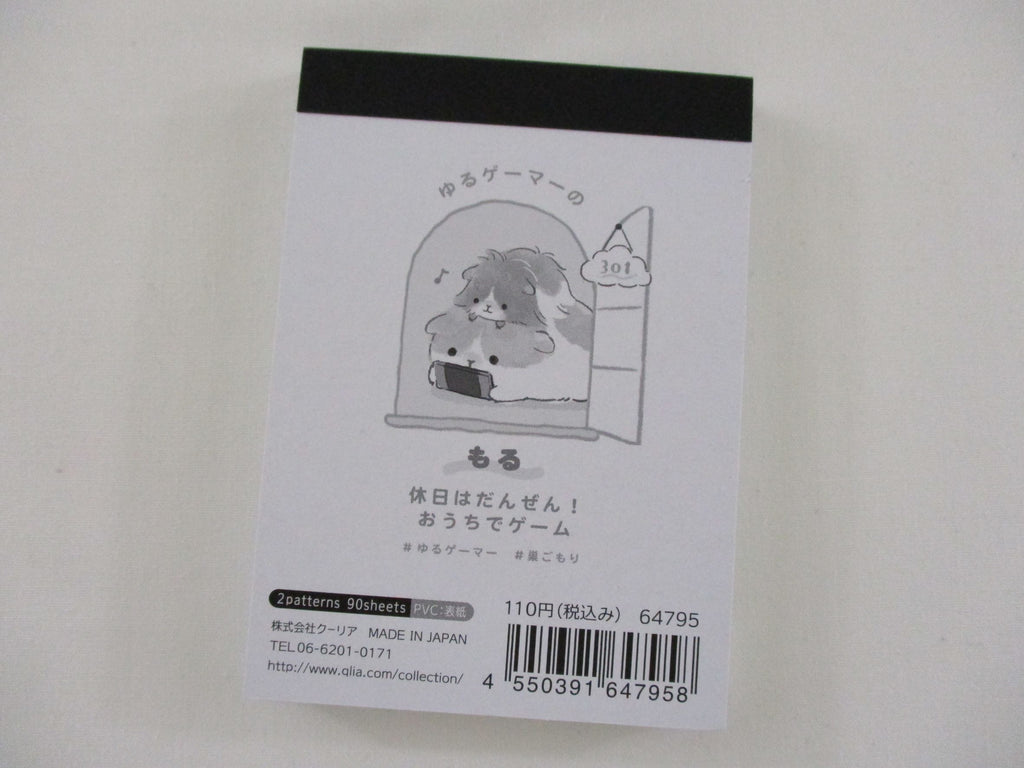 ゆるゲーマーの
301
もる
休日はだんぜん！
おうちでゲーム
#ゆるゲーマー #巣ごもり
2patterns 90sheets PVC:表紙
株式会社クーリア MADE IN JAPAN
TEL06-6201-0171
http://www.qlia.com/collection/
110円(税込み) 64795
4 550391 647958